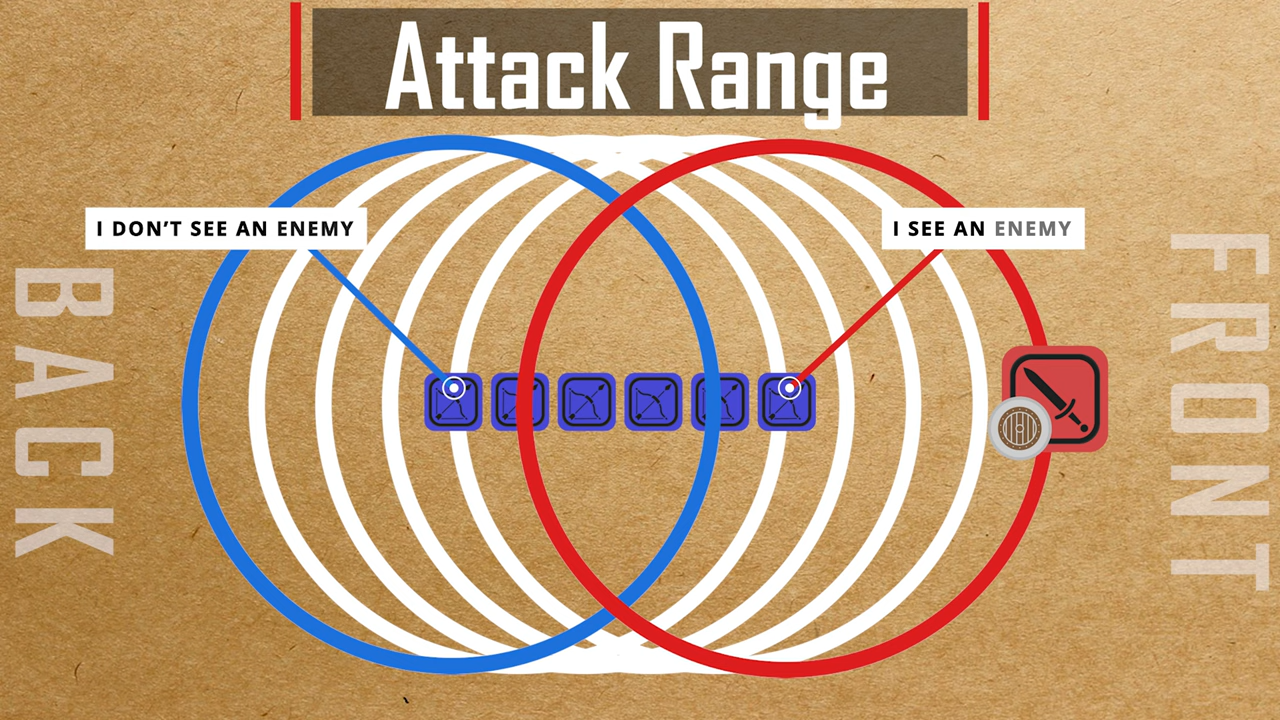 Attack Range
I DON'T SEE AN ENEMY
I SEE AN ENEMY
BACK
FRONT